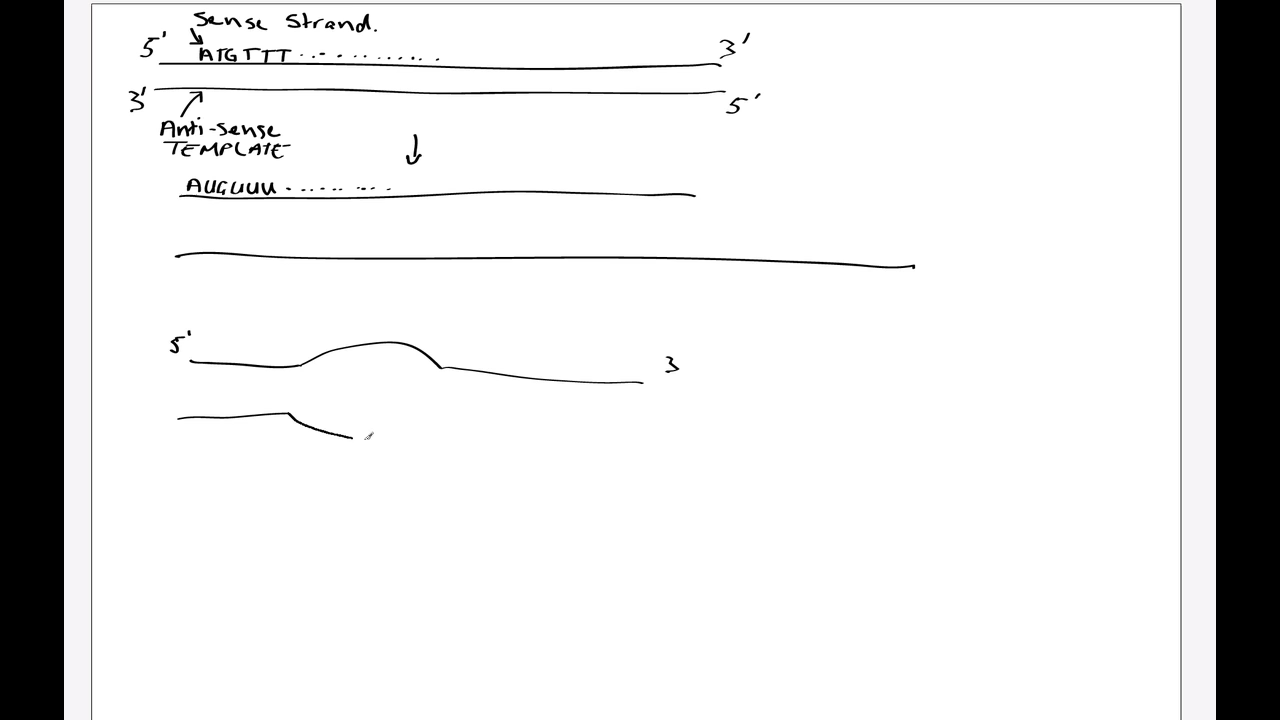 Sense Strand.
5' ATGTTT ............ 3'
3' 5'
Anti-sense
TEMPLATE
AUGUUU ..........
5' 3